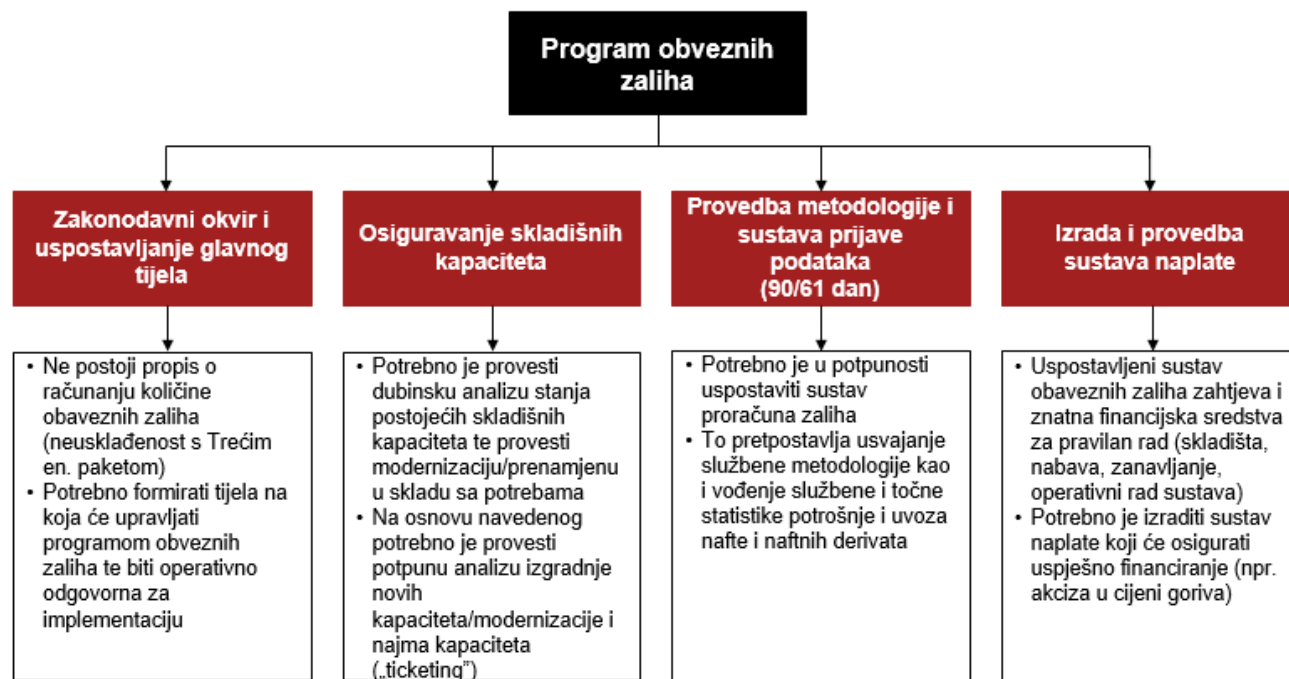 Program obveznih
zaliha
Zakonodavni okvir i
uspostavljanje glavnog
tijela
Osiguravanje skladišnih
kapaciteta
Provedba metodologije i
sustava prijave
podataka
(90/61 dan)
Izrada i provedba
sustava naplate
• Ne postoji propis o
računanju količine
obaveznih zaliha
(neusklađenost s Trećim
en. paketom)
• Potrebno formirati tijela na
koja će upravljati
programom obveznih
zaliha te biti operativno
odgovorna za
implementaciju
• Potrebno je provesti
dubinsku analizu stanja
postojećih skladišnih
kapaciteta te provesti
modernizaciju/prenamjenu
u skladu sa potrebama
• Na osnovu navedenog
potrebno je provesti
potpunu analizu izgradnje
novih
kapaciteta/modernizacije i
najma kapaciteta
(„ticketing”)
• Potrebno je u potpunosti
uspostaviti sustav
proračuna zaliha
• To pretpostavlja usvajanje
službene metodologije kao
i vođenje službene i točne
statistike potrošnje i uvoza
nafte i naftnih derivata
• Uspostavljeni sustav
obaveznih zaliha zahtjeva i
znatna financijska sredstva
za pravilan rad (skladišta,
nabava, zanavljanje,
operativni rad sustava)
• Potrebno je izraditi sustav
naplate koji će osigurati
uspješno financiranje (npr.
akciza u cijeni goriva)